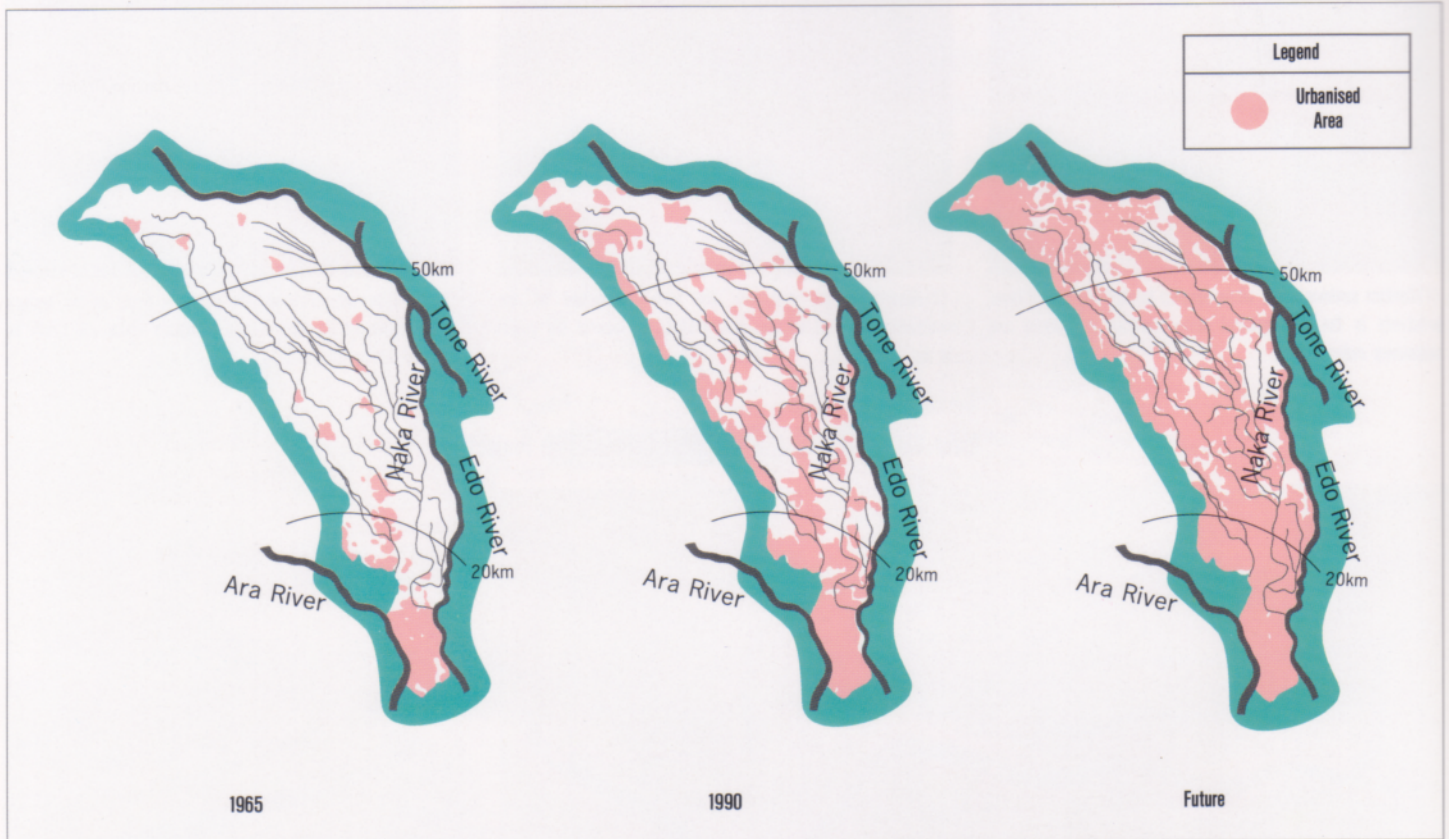 Legend
Urbanised
Area
50km
Tone River
Naka River
Edo River
20km
Ara River
1965
50km
Tone River
Naka River
Edo River
20km
Ara River
1990
50km
Tone River
Naka River
Edo River
20km
Ara River
Future